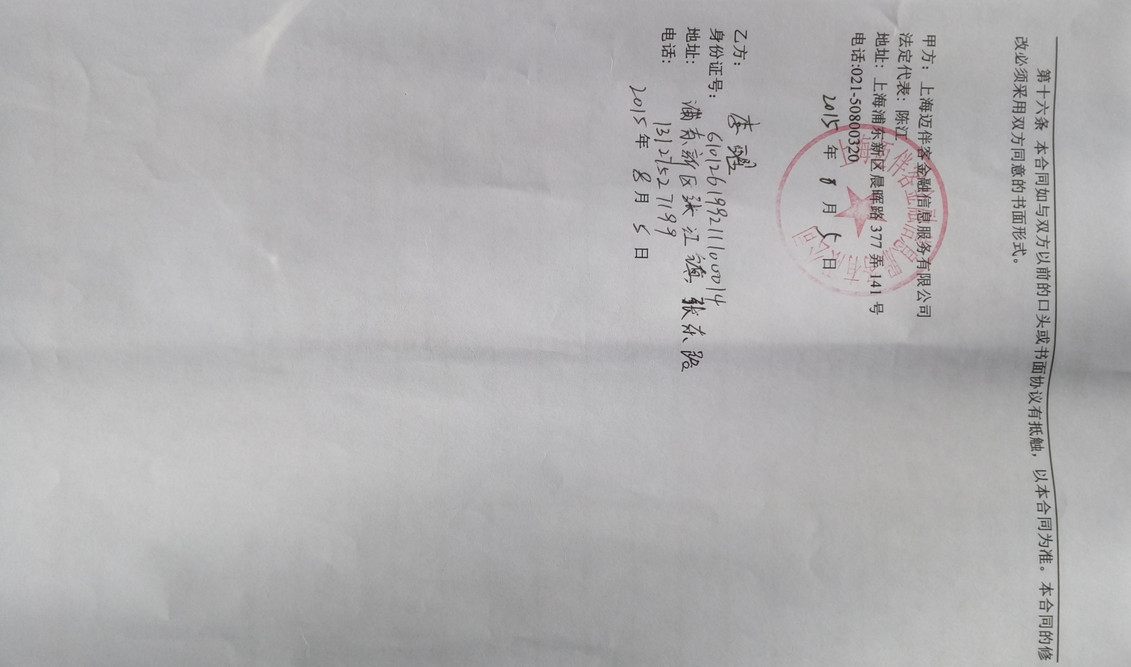 第十六条 本合同如与双方以前的口头或书面协议有抵触，以本合同为准。本合同的修
改必须采用双方同意的书面形式。
甲方：上海迈伴客金融信息服务有限公司
法定代表：陈江
地址：上海浦东新区晨晖路 377 弄 141 号
电话:021-50800320
2015 年 8 月 5 日
乙方：李
身份证号：610126199211100014
地址：浦东新区张江镇张东路
电话：13127527199
2015 年 8 月 5 日